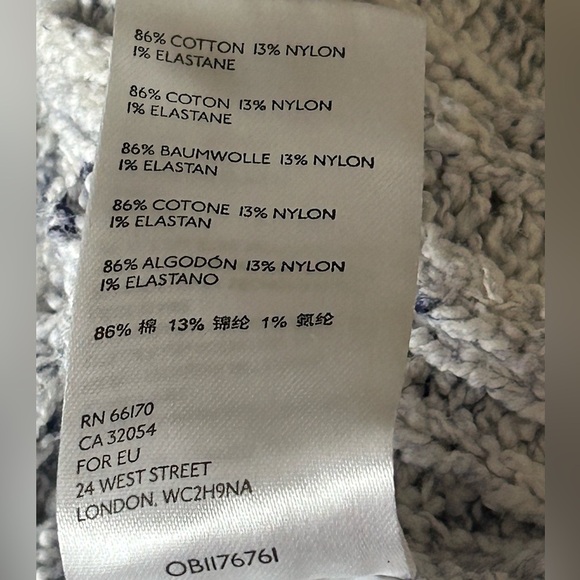 86% COTTON 13% NYLON
1% ELASTANE
86% COTON 13% NYLON
1% ELASTANE
86% BAUMWOLLE 13% NYLON
1% ELASTAN
86% COTONE 13% NYLON
1% ELASTAN
86% ALGODÓN 13% NYLON
1% ELASTANO
86% 棉 13% 锦纶 1% 氨纶
RN 66170
CA 32054
FOR EU
24 WEST STREET
LONDON, WC2H9NA
OB1176761